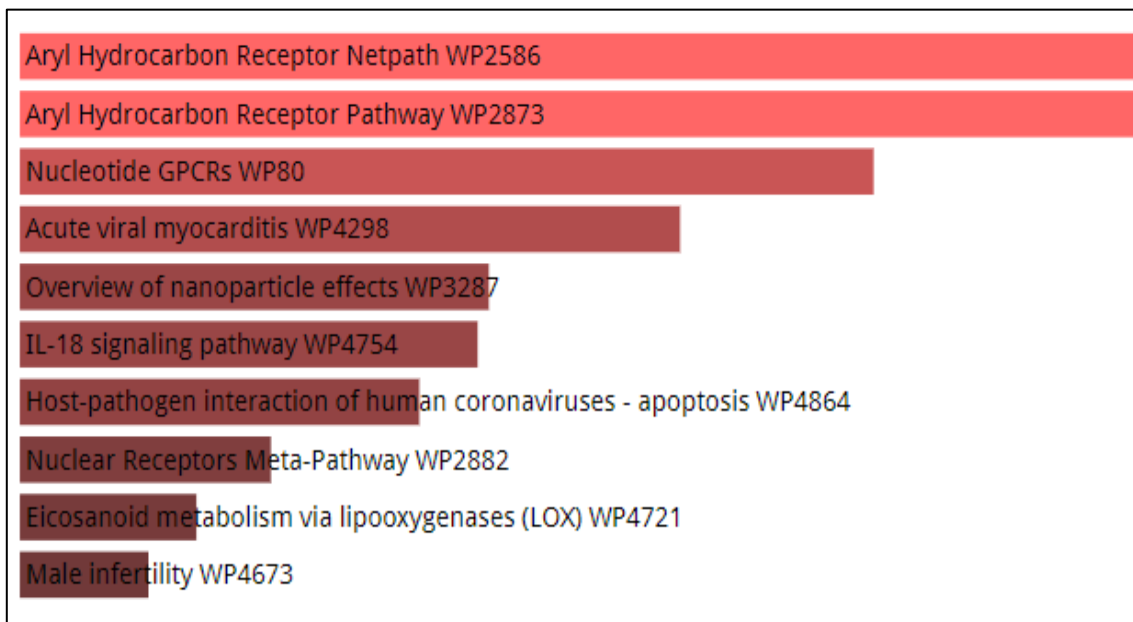 Aryl Hydrocarbon Receptor Netpath WP2586
Aryl Hydrocarbon Receptor Pathway WP2873
Nucleotide GPCRs WP80
Acute viral myocarditis WP4298
Overview of nanoparticle effects WP3287
IL-18 signaling pathway WP4754
Host-pathogen interaction of human coronaviruses - apoptosis WP4864
Nuclear Receptors Meta-Pathway WP2882
Eicosanoid metabolism via lipooxygenases (LOX) WP4721
Male infertility WP4673